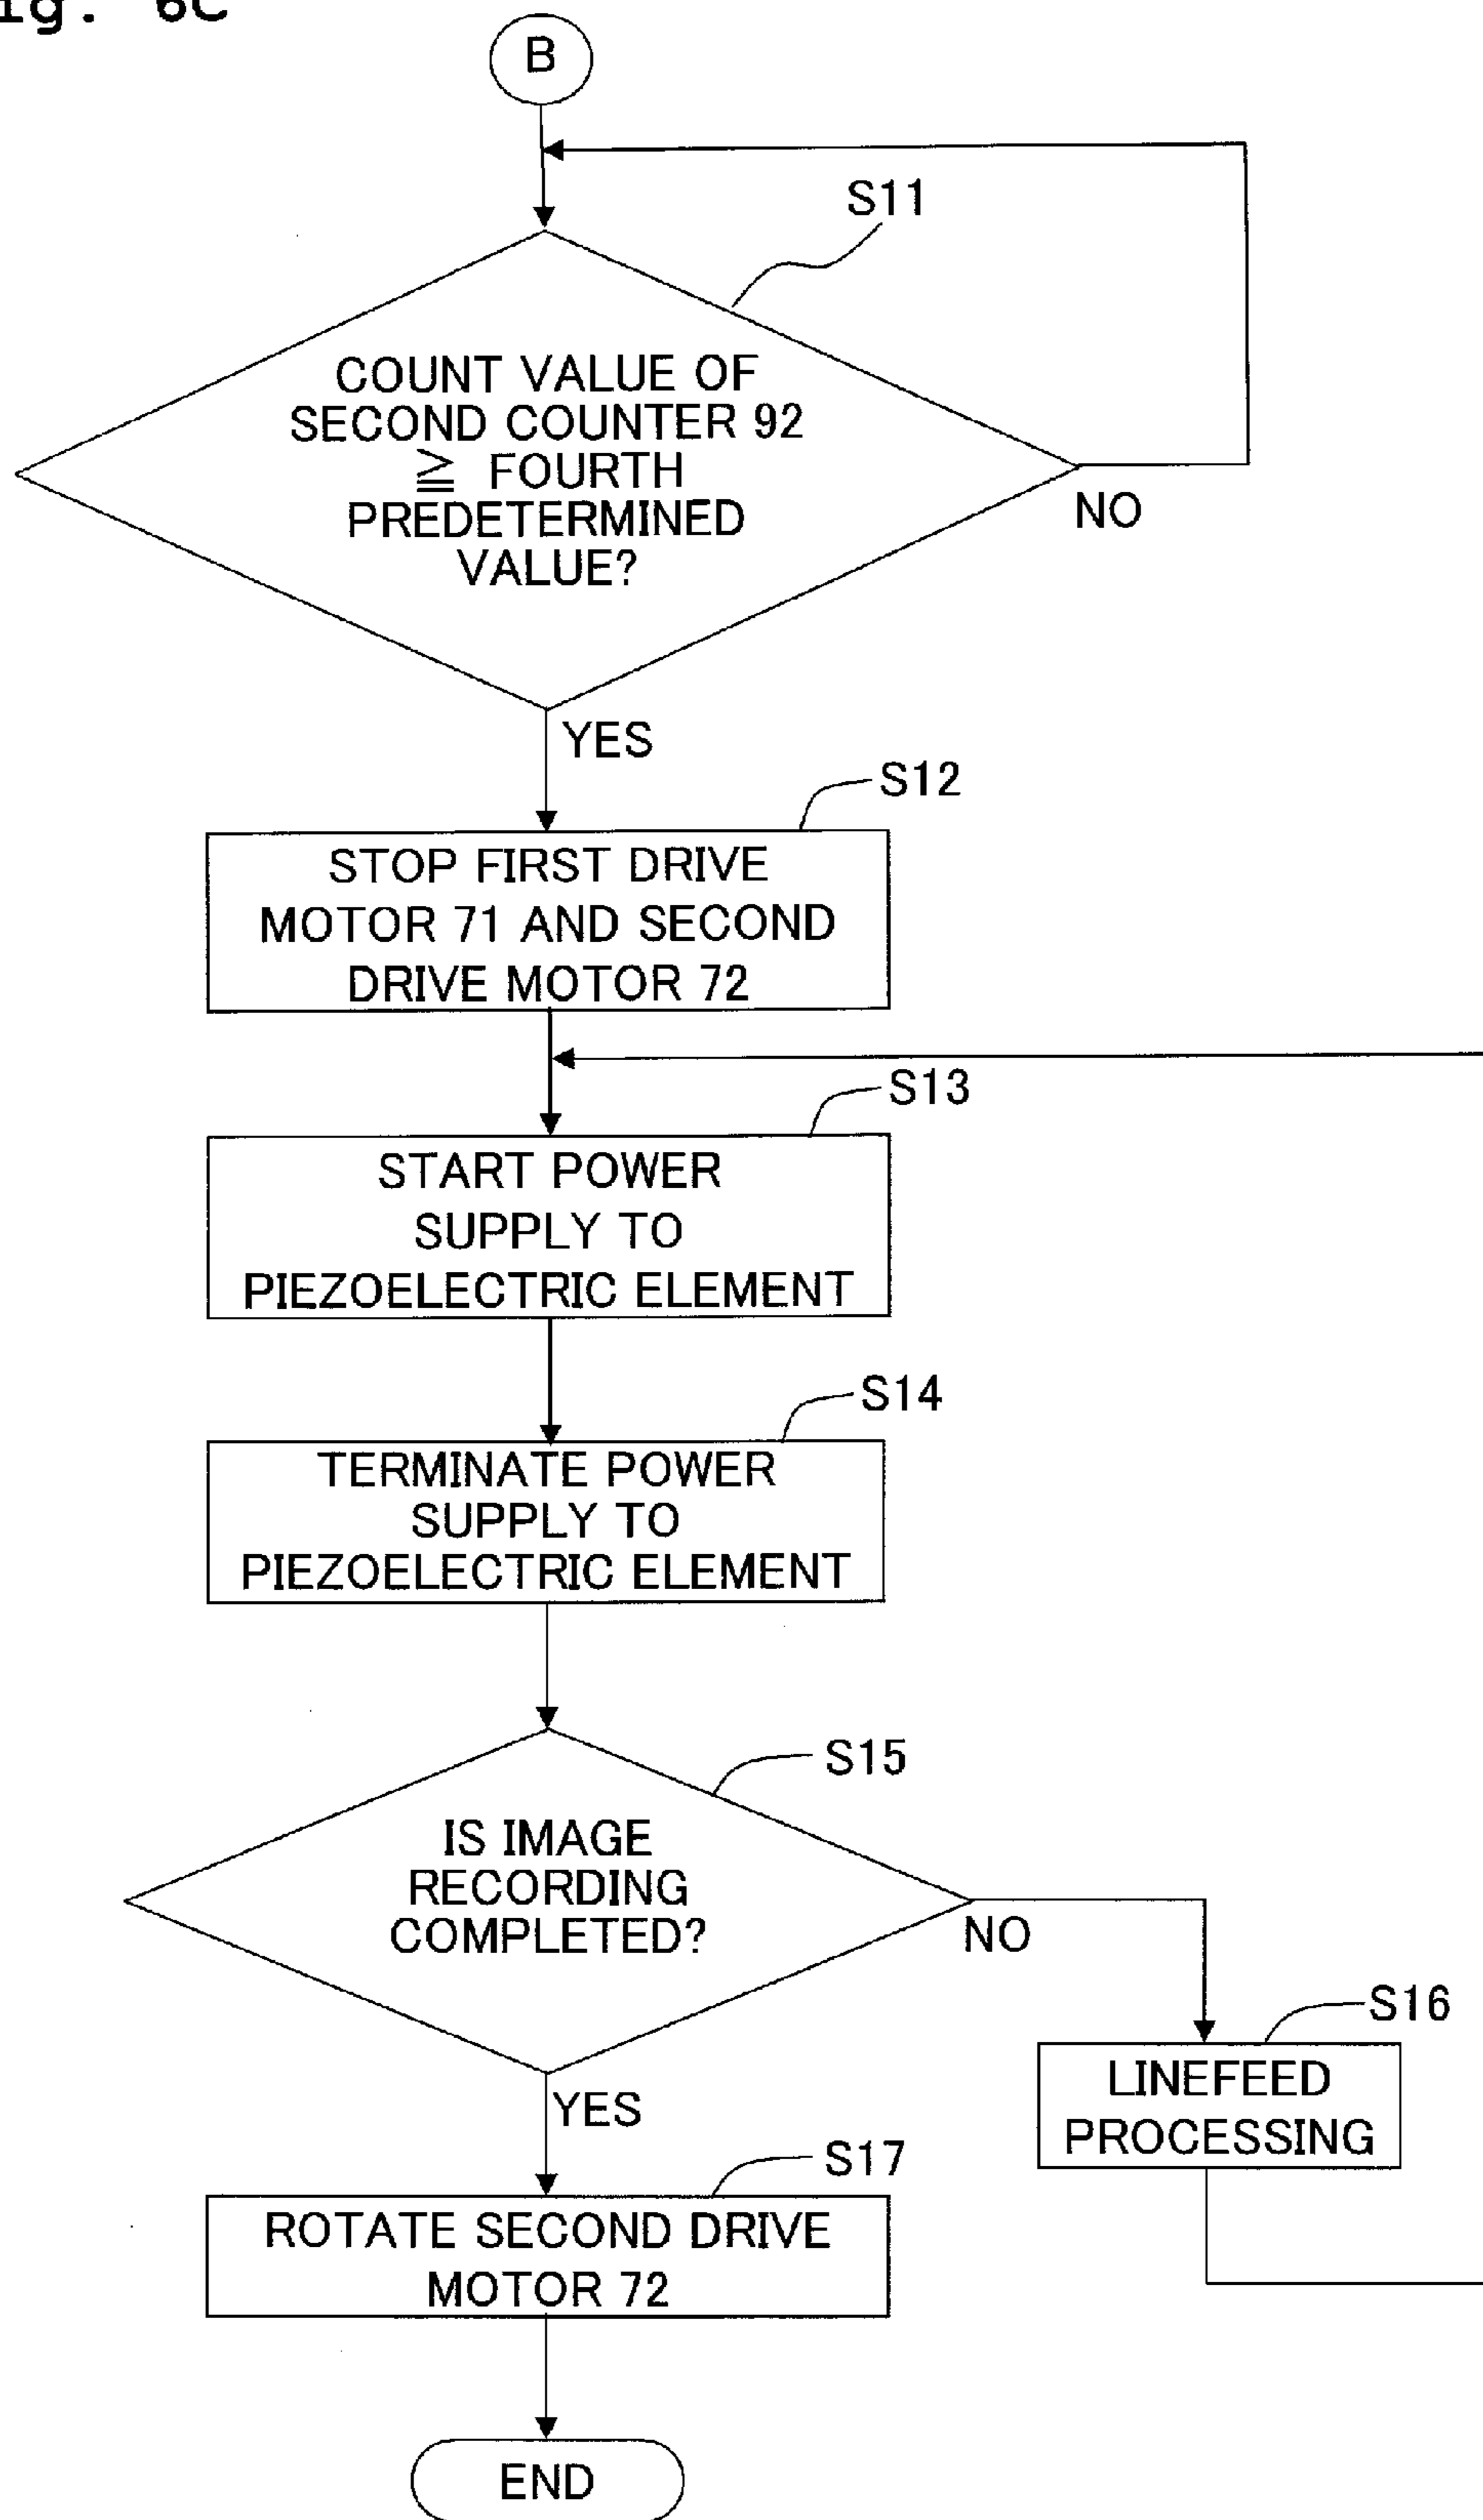 ig. 6C
B
S11
COUNT VALUE OF
SECOND COUNTER 92
≧ FOURTH
PREDETERMINED
VALUE?
NO
YES
S12
STOP FIRST DRIVE
MOTOR 71 AND SECOND
DRIVE MOTOR 72
S13
START POWER
SUPPLY TO
PIEZOELECTRIC ELEMENT
S14
TERMINATE POWER
SUPPLY TO
PIEZOELECTRIC ELEMENT
S15
IS IMAGE
RECORDING
COMPLETED?
NO
S16
LINEFEED
PROCESSING
YES
S17
ROTATE SECOND DRIVE
MOTOR 72
END